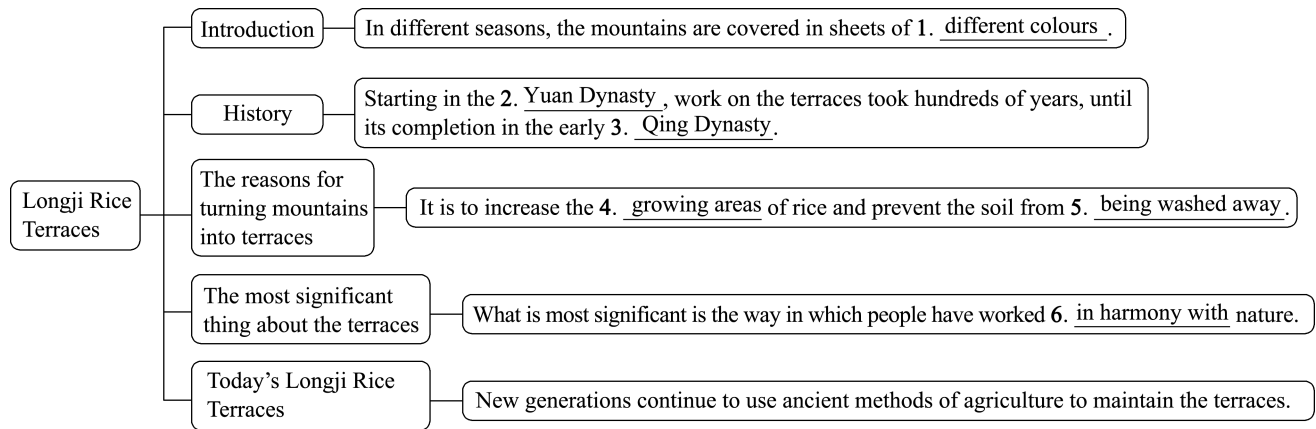 Introduction
In different seasons, the mountains are covered in sheets of 1. different colours .
History
Starting in the 2. Yuan Dynasty , work on the terraces took hundreds of years, until
its completion in the early 3. Qing Dynasty.
Longji Rice
Terraces
The reasons for
turning mountains
into terraces
It is to increase the 4. growing areas of rice and prevent the soil from 5. being washed away.
The most significant
thing about the terraces
What is most significant is the way in which people have worked 6. in harmony with nature.
Today’s Longji Rice
Terraces
New generations continue to use ancient methods of agriculture to maintain the terraces.